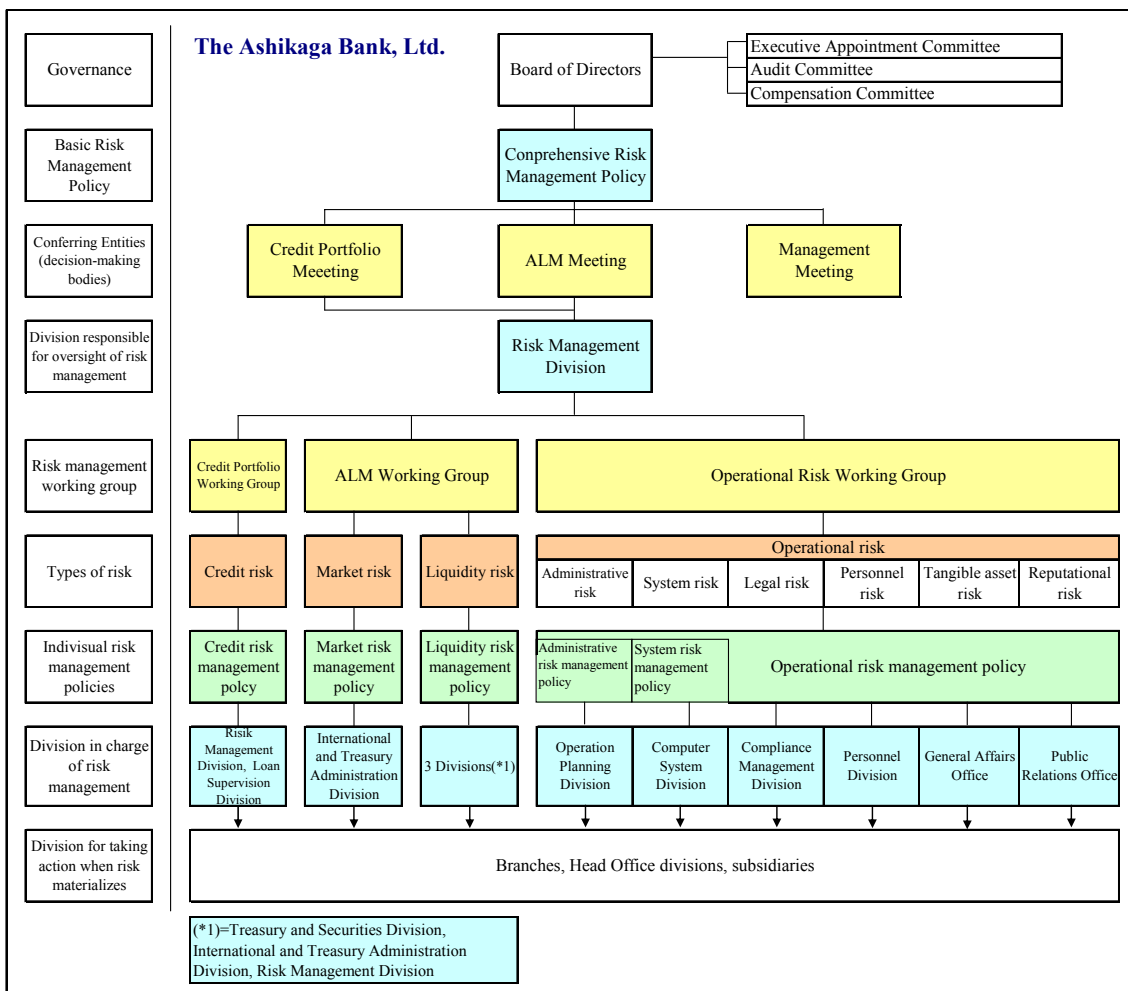 The Ashikaga Bank, Ltd.
Governance
Board of Directors
Executive Appointment Committee
Audit Committee
Compensation Committee
Basic Risk
Management
Policy
Conprehensive Risk
Management Policy
Conferring Entities
(decision-making
bodies)
Credit Portfolio
Meeeting
ALM Meeting
Management
Meeting
Division responsible
for oversight of risk
management
Risk Management
Division
Risk management
working group
Credit Portfolio
Working Group
ALM Working Group
Operational Risk Working Group
Types of risk
Credit risk
Market risk
Liquidity risk
Operational risk
Administrative
risk
System risk
Legal risk
Personnel
risk
Tangible asset
risk
Reputational
risk
Indivisual risk
management
policies
Credit risk
management
polcy
Market risk
management
policy
Liquidity risk
management
policy
Administrative
risk management
policy
System risk
management
policy
Operational risk management policy
Division in charge
of risk
management
Risik
Management
Division, Loan
Supervision
Division
International
and Treasury
Administration
Division
3 Divisions(*1)
Operation
Planning
Division
Computer
System
Division
Compliance
Management
Division
Personnel
Division
General Affairs
Office
Public
Relations Office
Division for taking
action when risk
materializes
Branches, Head Office divisions, subsidiaries
(*1)=Treasury and Securities Division,
International and Treasury Administration
Division, Risk Management Division